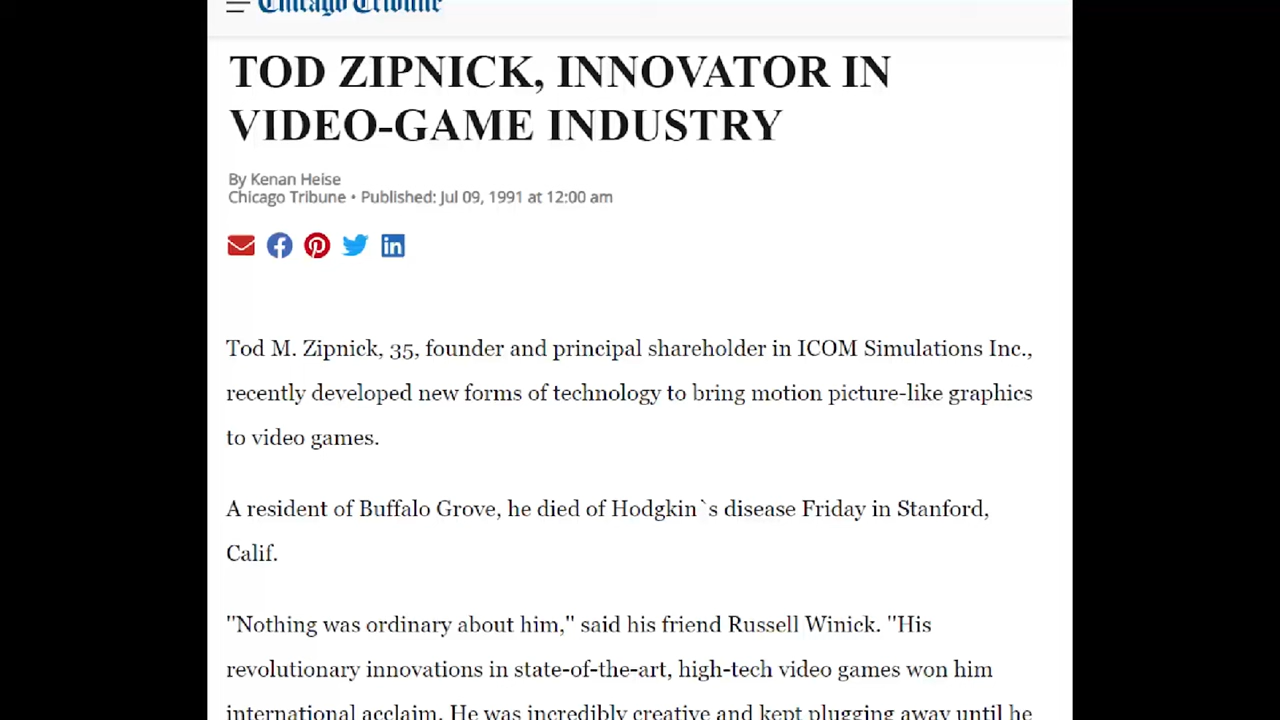 Chicago Tribune
TOD ZIPNICK, INNOVATOR IN
VIDEO-GAME INDUSTRY
By Kenan Heise
Chicago Tribune • Published: Jul 09, 1991 at 12:00 am
Tod M. Zipnick, 35, founder and principal shareholder in ICOM Simulations Inc.,
recently developed new forms of technology to bring motion picture-like graphics
to video games.
A resident of Buffalo Grove, he died of Hodgkin`s disease Friday in Stanford,
Calif.
"Nothing was ordinary about him," said his friend Russell Winick. "His
revolutionary innovations in state-of-the-art, high-tech video games won him
international acclaim. He was incredibly creative and kept plugging away until he